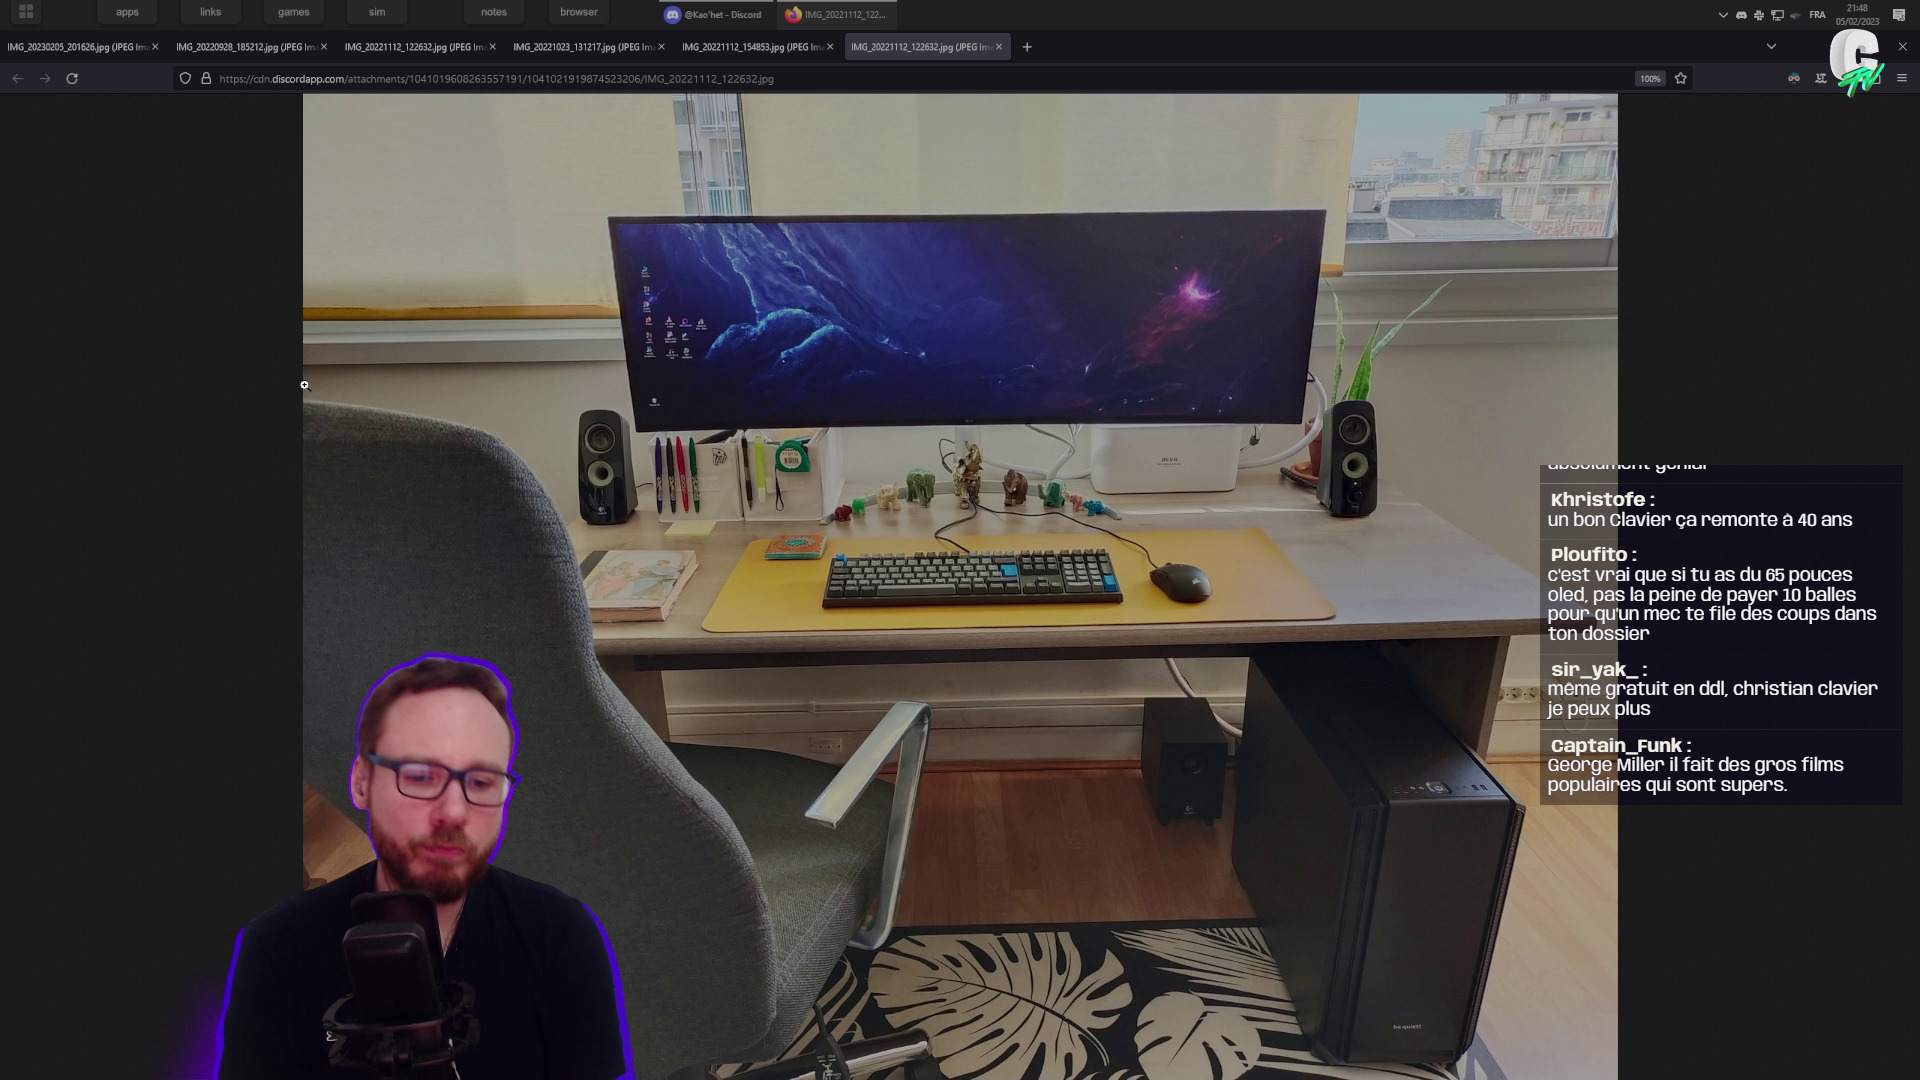 apps
links
games
sim
notes
browser
@Kao'het - Discord
IMG_20221112_122...
FRA
21:48
05/02/2023
IMG_20230205_201626.jpg (JPEG Im
IMG_20220928_185212.jpg (JPEG Im
IMG_20221112_122632.jpg (JPEG Im
IMG_20221023_131217.jpg (JPEG Im
IMG_20221112_154853.jpg (JPEG Im
IMG_20221112_122632.jpg (JPEG Im
https://cdn.discordapp.com/attachments/1041019608263557191/1041021919874523206/IMG_20221112_122632.jpg
100%
C TV
absolument génial
Khristofe :
un bon Clavier ça remonte à 40 ans
Ploufito :
c'est vrai que si tu as du 65 pouces
oled, pas la peine de payer 10 balles
pour qu'un mec te file des coups dans
ton dossier
sir_yak_ :
même gratuit en ddl, christian clavier
je peux plus
Captain_Funk :
George Miller il fait des gros films
populaires qui sont supers.
be quiet!